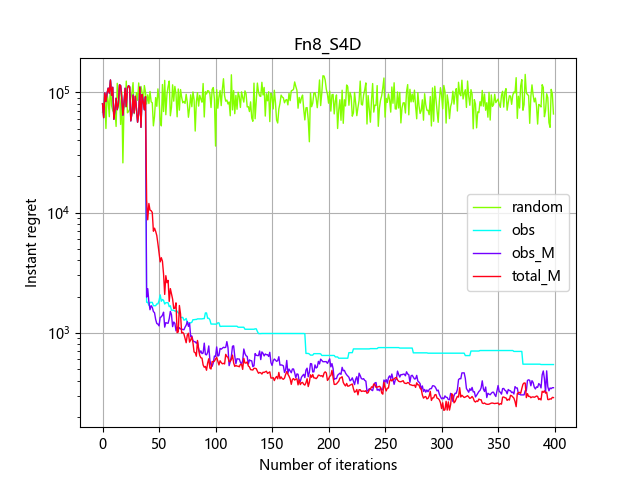 Fn8_S4D
Instant regret
10^5
10^4
10^3
random
obs
obs_M
total_M
0 50 100 150 200 250 300 350 400
Number of iterations